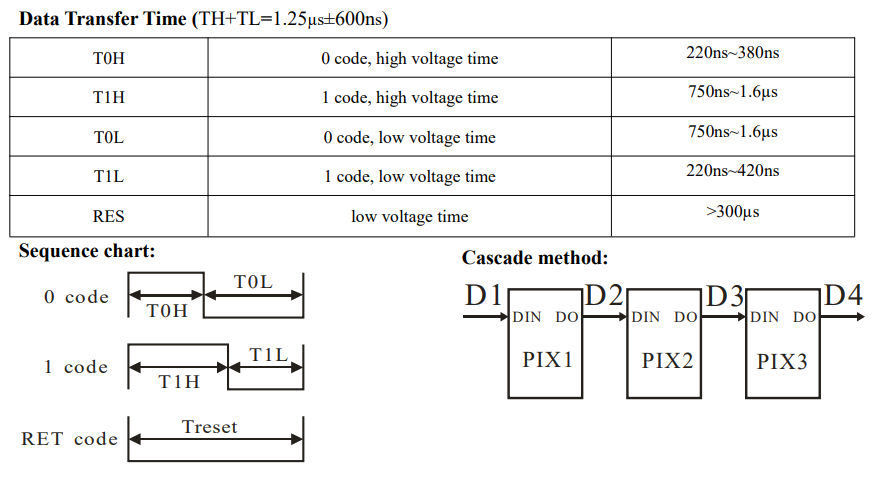 Data Transfer Time (TH+TL=1.25µs±600ns)
T0H 0 code, high voltage time 220ns~380ns
T1H 1 code, high voltage time 750ns~1.6µs
T0L 0 code, low voltage time 750ns~1.6µs
T1L 1 code, low voltage time 220ns~420ns
RES low voltage time >300µs
Sequence chart:
0 code T0H T0L
1 code T1H T1L
RET code Treset
Cascade method:
D1 D2 D3 D4
DIN DO DIN DO DIN DO
PIX1 PIX2 PIX3